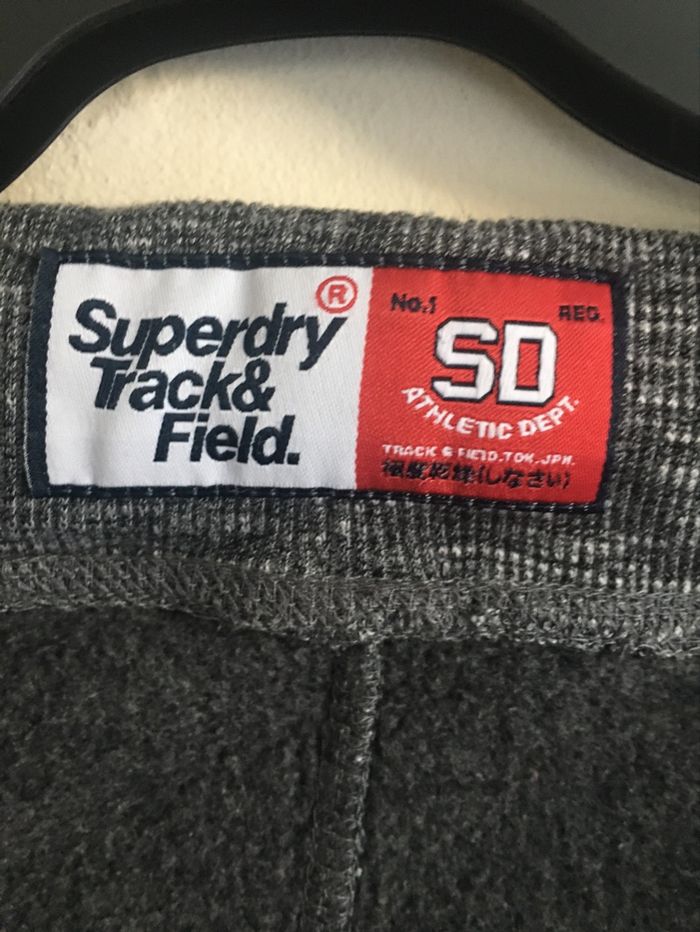 Superdry®
Track&
Field.
No.1 REG.
SD
ATHLETIC DEPT.
TRACK & FIELD.TOK.JPN.
極度乾燥(しなさい)